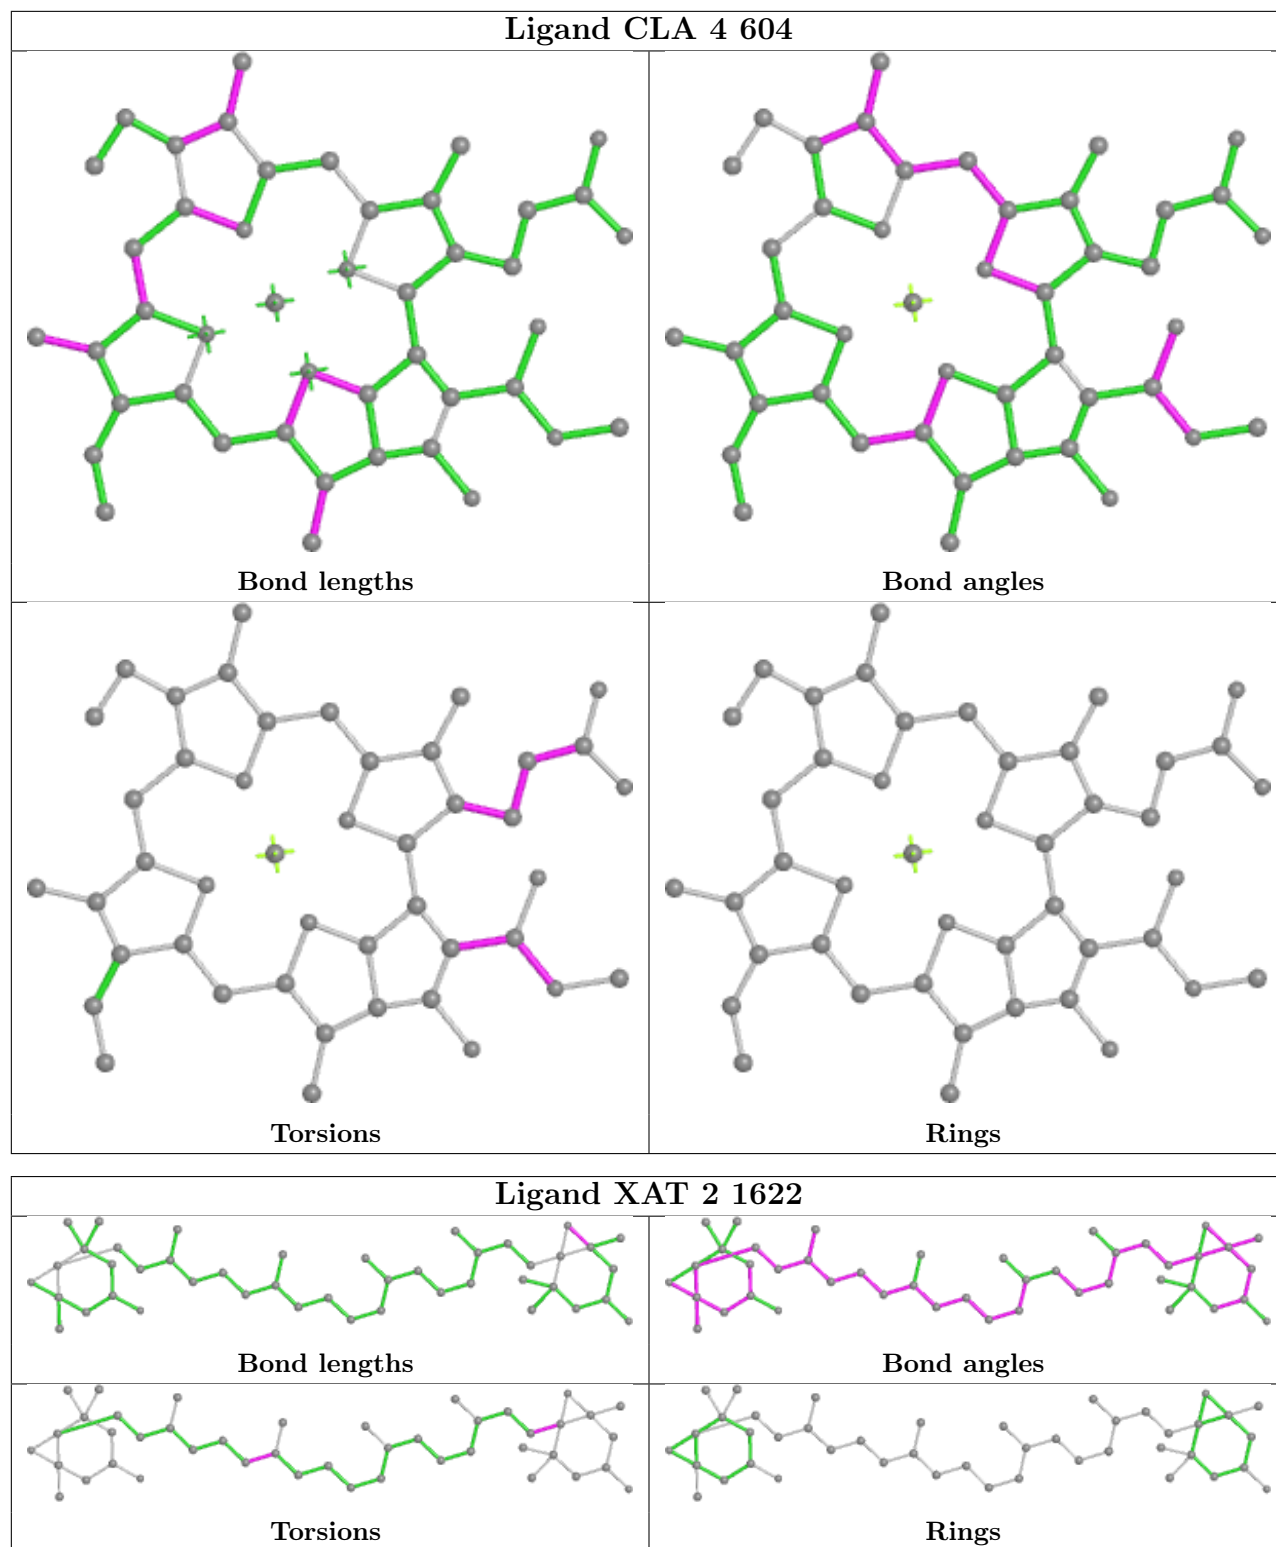 Ligand CLA 4 604
Bond lengths
Bond angles
Torsions
Rings
Ligand XAT 2 1622
Bond lengths
Bond angles
Torsions
Rings